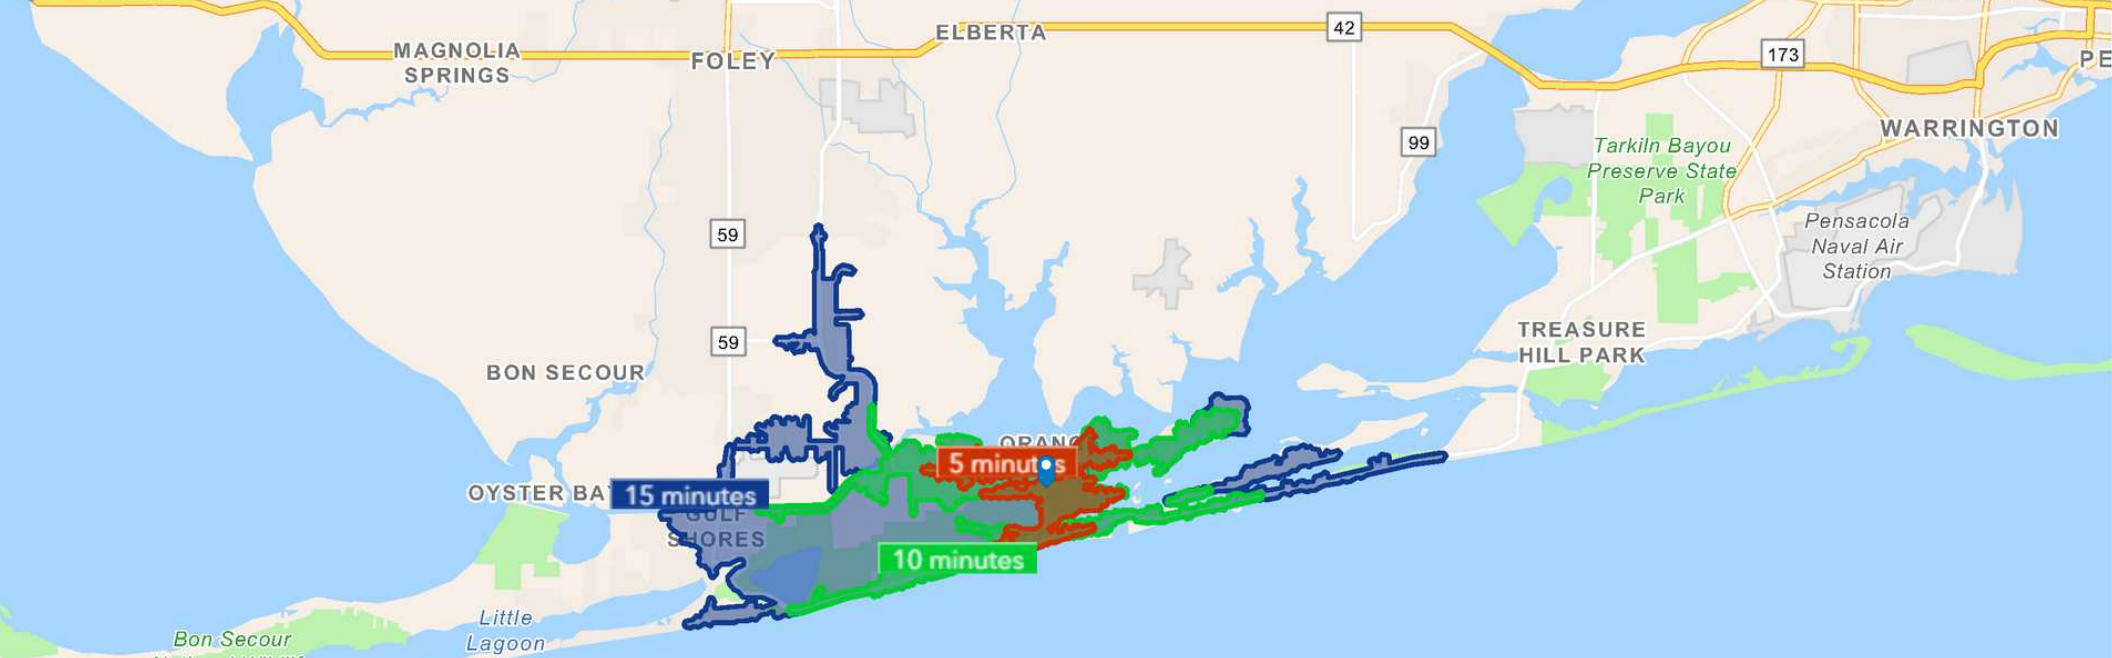 42
ELBERTA
MAGNOLIA
SPRINGS
FOLEY
173
PE
99
WARRINGTON
Tarkiln Bayou
Preserve State
Park
59
Pensacola
Naval Air
Station
59
TREASURE
HILL PARK
BON SECOUR
ORANG
5 minutes
OYSTER BAY
15 minutes
GULF
SHORES
10 minutes
Little
Lagoon
Bon Secour